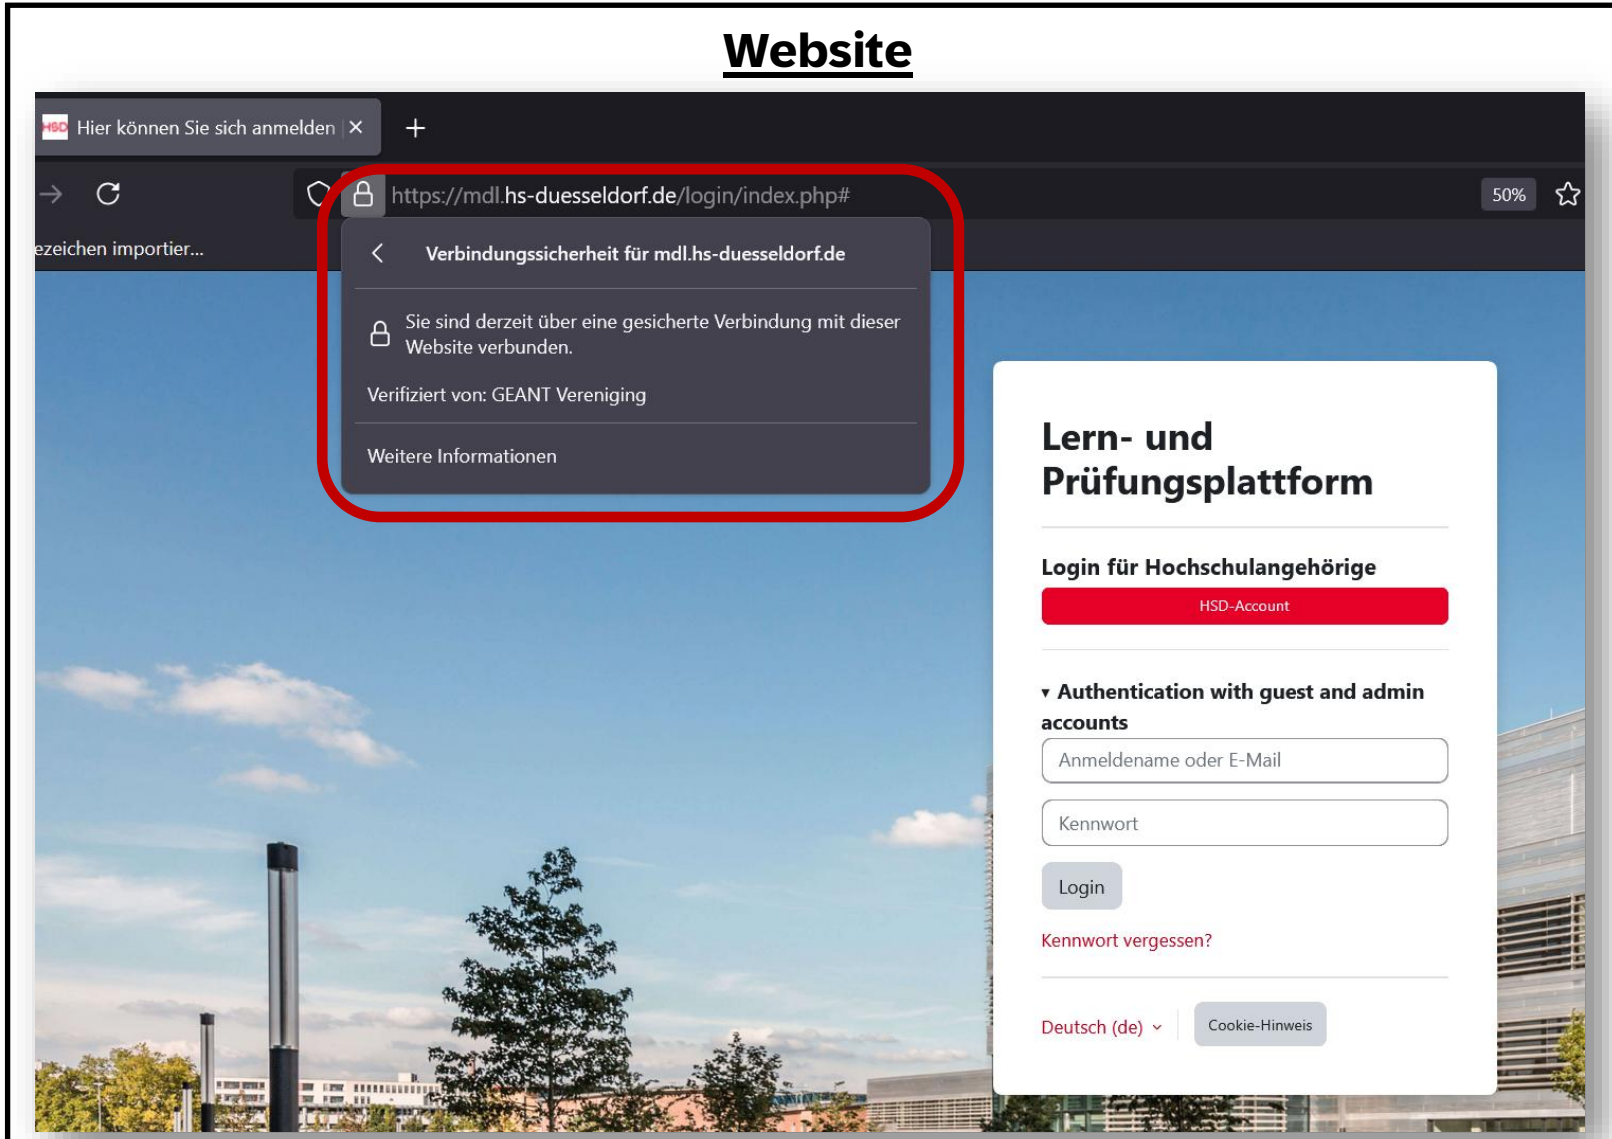 Website
HSD Hier können Sie sich anmelden
https://mdl.hs-duesseldorf.de/login/index.php#
50%
ezeichen importier...
Verbindungssicherheit für mdl.hs-duesseldorf.de
Sie sind derzeit über eine gesicherte Verbindung mit dieser
Website verbunden.
Verifiziert von: GEANT Vereniging
Weitere Informationen
Lern- und
Prüfungsplattform
Login für Hochschulangehörige
HSD-Account
Authentication with guest and admin
accounts
Anmeldename oder E-Mail
Kennwort
Login
Kennwort vergessen?
Deutsch (de)
Cookie-Hinweis